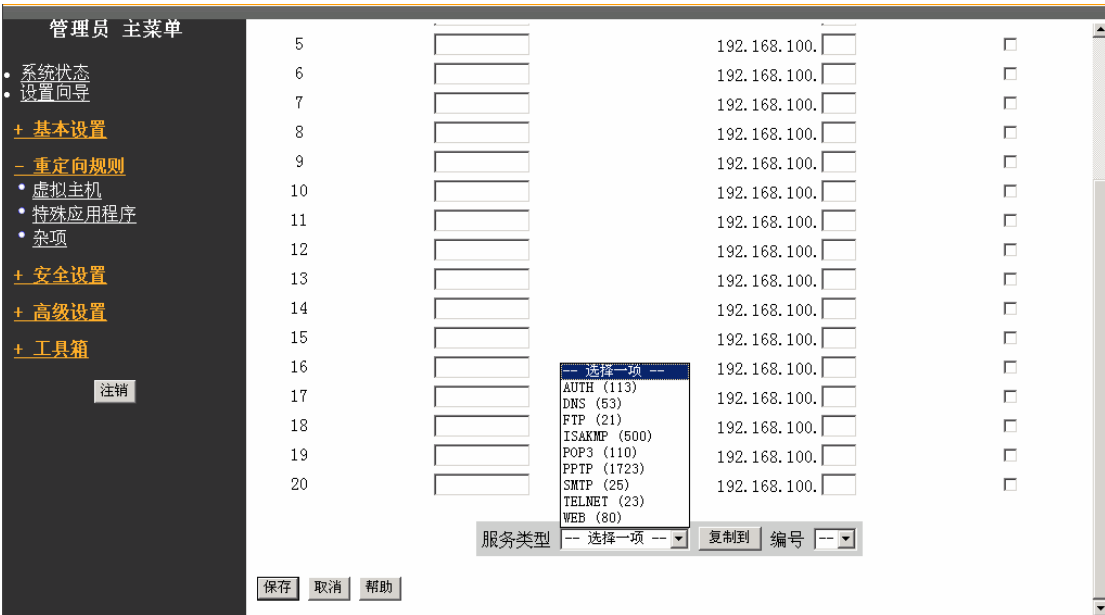 管理员 主菜单
系统状态
设置向导
+ 基本设置
- 重定向规则
虚拟主机
特殊应用程序
杂项
+ 安全设置
+ 高级设置
+ 工具箱
注销
5 192.168.100.
6 192.168.100.
7 192.168.100.
8 192.168.100.
9 192.168.100.
10 192.168.100.
11 192.168.100.
12 192.168.100.
13 192.168.100.
14 192.168.100.
15 192.168.100.
16 192.168.100.
17 192.168.100.
18 192.168.100.
19 192.168.100.
20 192.168.100.
-- 选择一项 --
AUTH (113)
DNS (53)
FTP (21)
ISAKMP (500)
POP3 (110)
PPTP (1723)
SMTP (25)
TELNET (23)
WEB (80)
服务类型 -- 选择一项 -- 复制到 编号 --
保存 取消 帮助